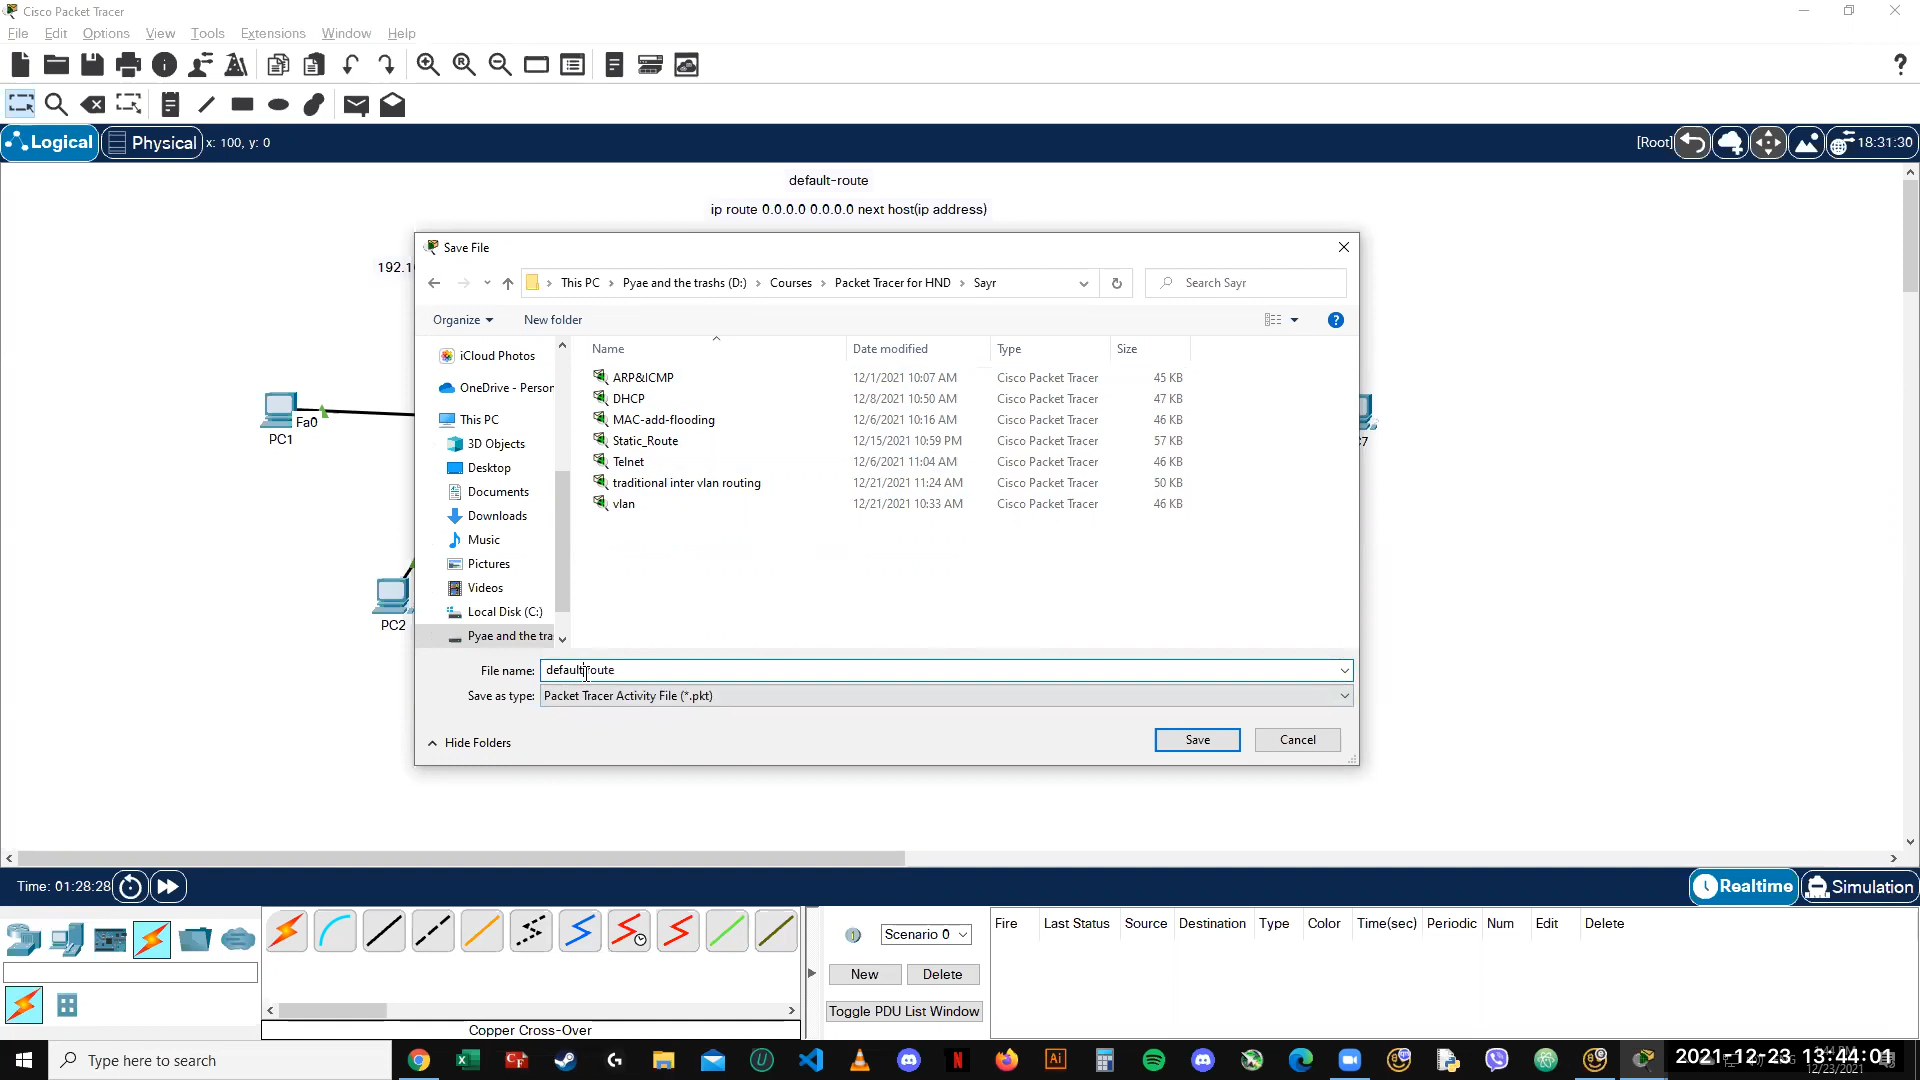 Cisco Packet Tracer
File Edit Options View Tools Extensions Window Help
Logical Physical x: 100, y: 0 [Root] 18:31:30
default-route
ip route 0.0.0.0 0.0.0.0 next host(ip address)
192.1
Save File
This PC > Pyae and the trashs (D:) > Courses > Packet Tracer for HND > Sayr
Search Sayr
Organize New folder
iCloud Photos
OneDrive - Person
This PC
3D Objects
Desktop
Documents
Downloads
Music
Pictures
Videos
Local Disk (C:)
Pyae and the tra
Name Date modified Type Size
ARP&ICMP 12/1/2021 10:07 AM Cisco Packet Tracer 45 KB
DHCP 12/8/2021 10:50 AM Cisco Packet Tracer 47 KB
MAC-add-flooding 12/6/2021 10:16 AM Cisco Packet Tracer 46 KB
Static_Route 12/15/2021 10:59 PM Cisco Packet Tracer 57 KB
Telnet 12/6/2021 11:04 AM Cisco Packet Tracer 46 KB
traditional inter vlan routing 12/21/2021 11:24 AM Cisco Packet Tracer 50 KB
vlan 12/21/2021 10:33 AM Cisco Packet Tracer 46 KB
Fa0
PC1
PC2
File name: default route
Save as type: Packet Tracer Activity File (*.pkt)
Hide Folders
Save Cancel
Time: 01:28:28
Realtime Simulation
Scenario 0
New Delete
Toggle PDU List Window
Fire Last Status Source Destination Type Color Time(sec) Periodic Num Edit Delete
Copper Cross-Over
Type here to search
2021-12-23 13:44:01
12/23/2021